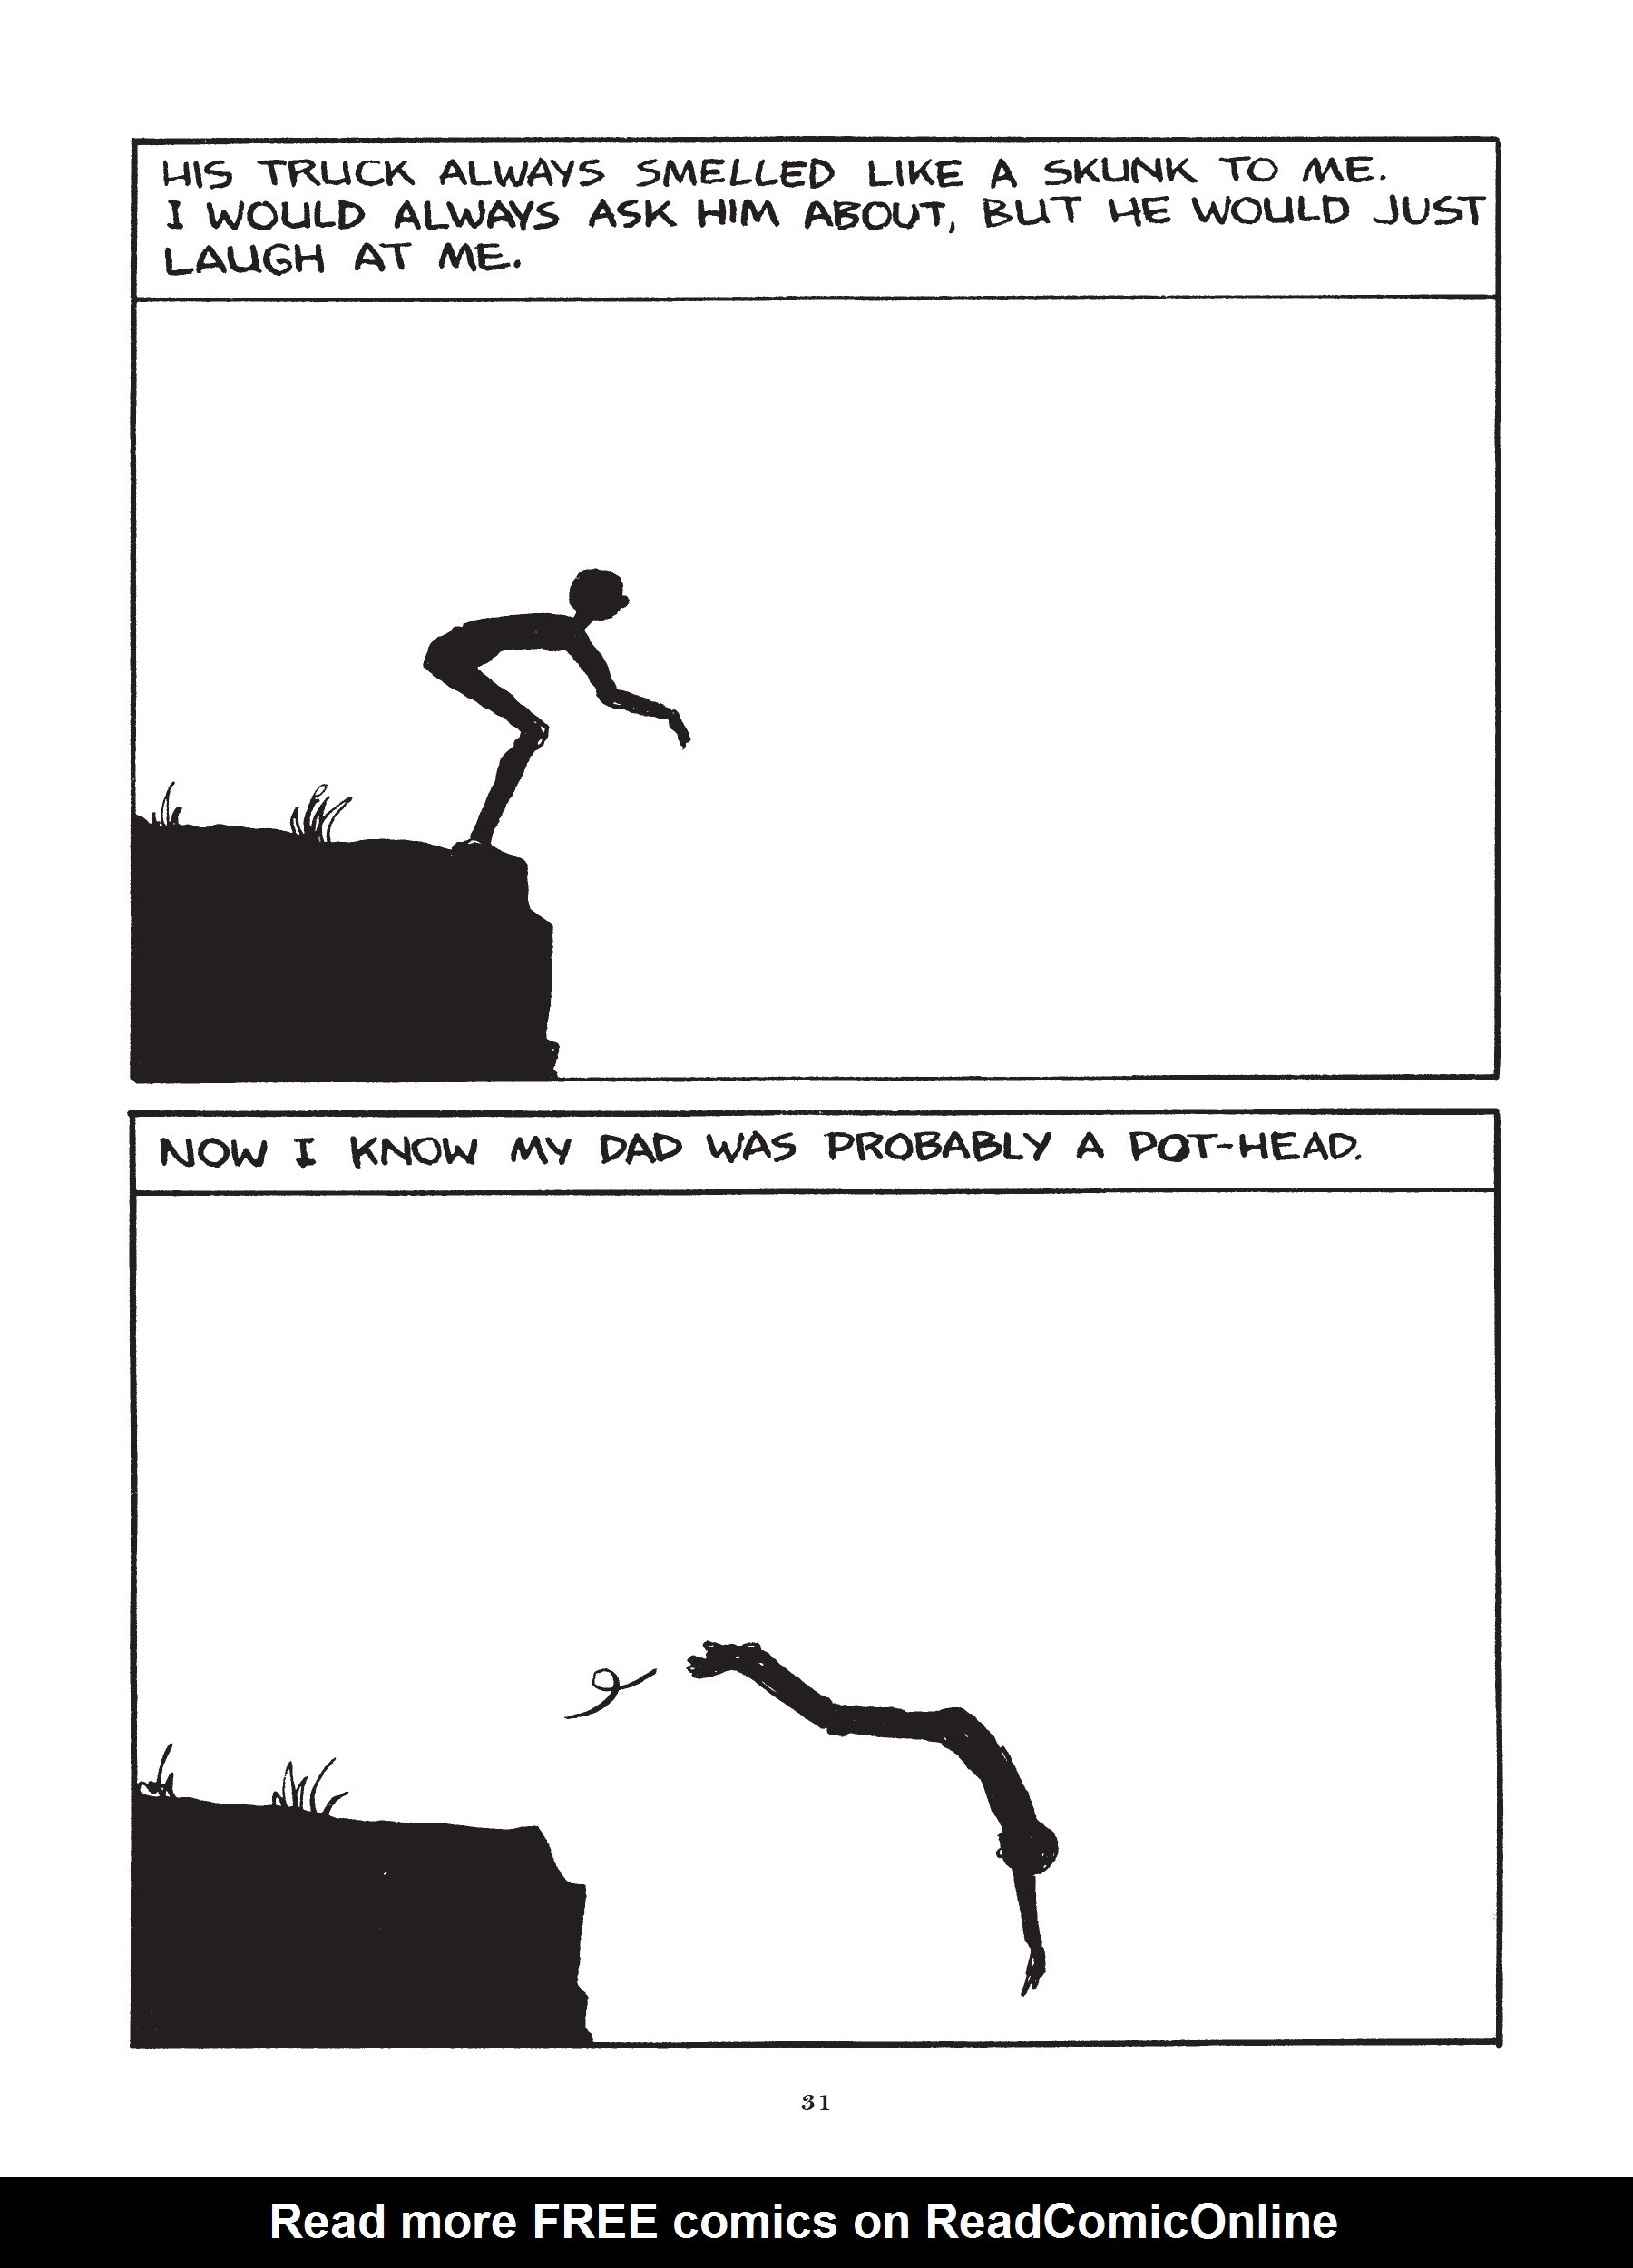 HIS TRUCK ALWAYS SMELLED LIKE A SKUNK TO ME.
I WOULD ALWAYS ASK HIM ABOUT, BUT HE WOULD JUST
LAUGH AT ME.
NOW I KNOW MY DAD WAS PROBABLY A POT-HEAD.
31
Read more FREE comics on ReadComicOnline